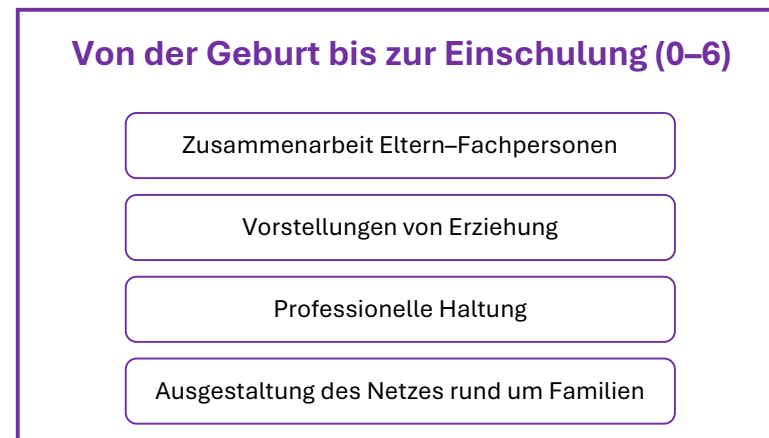 Von der Geburt bis zur Einschulung (0–6)
Zusammenarbeit Eltern–Fachpersonen
Vorstellungen von Erziehung
Professionelle Haltung
Ausgestaltung des Netzes rund um Familien